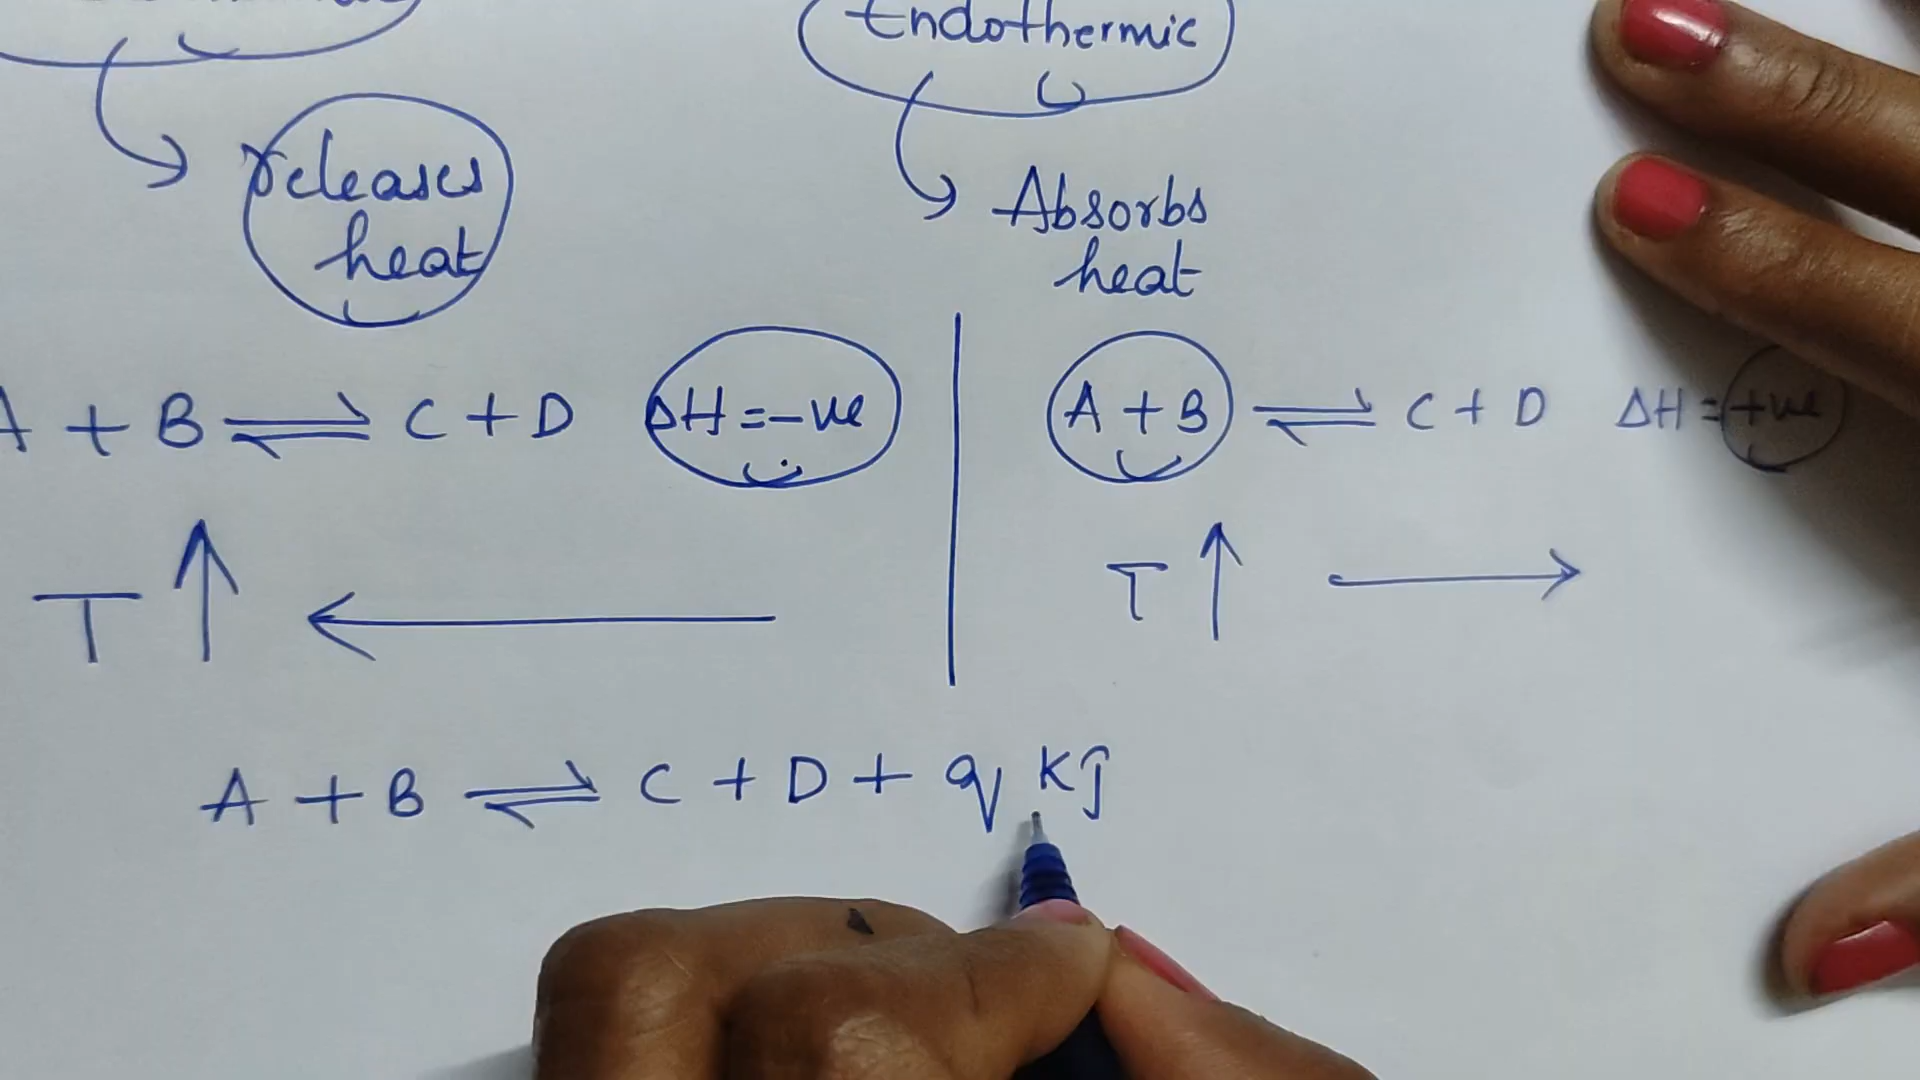 Endothermic
releases
heat
Absorbs
heat
A + B ⇌ C + D ΔH = -ve
A + B ⇌ C + D ΔH = +ve
T ↑ ←
T ↑ →
A + B ⇌ C + D + q kJ